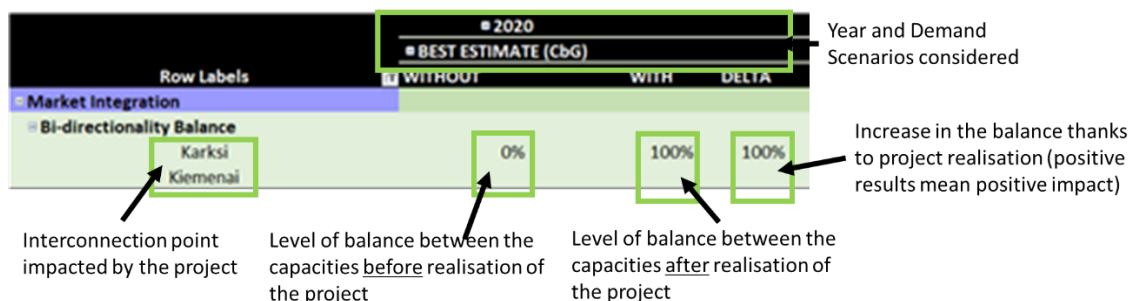 2020
BEST ESTIMATE (CbG)
Row Labels WITHOUT WITH DELTA
Market Integration
Bi-directionality Balance
Karksi 0% 100% 100%
Kiemenai
Year and Demand
Scenarios considered
Increase in the balance thanks
to project realisation (positive
results mean positive impact)
Interconnection point
impacted by the project
Level of balance between the
capacities before realisation of
the project
Level of balance between the
capacities after realisation of
the project